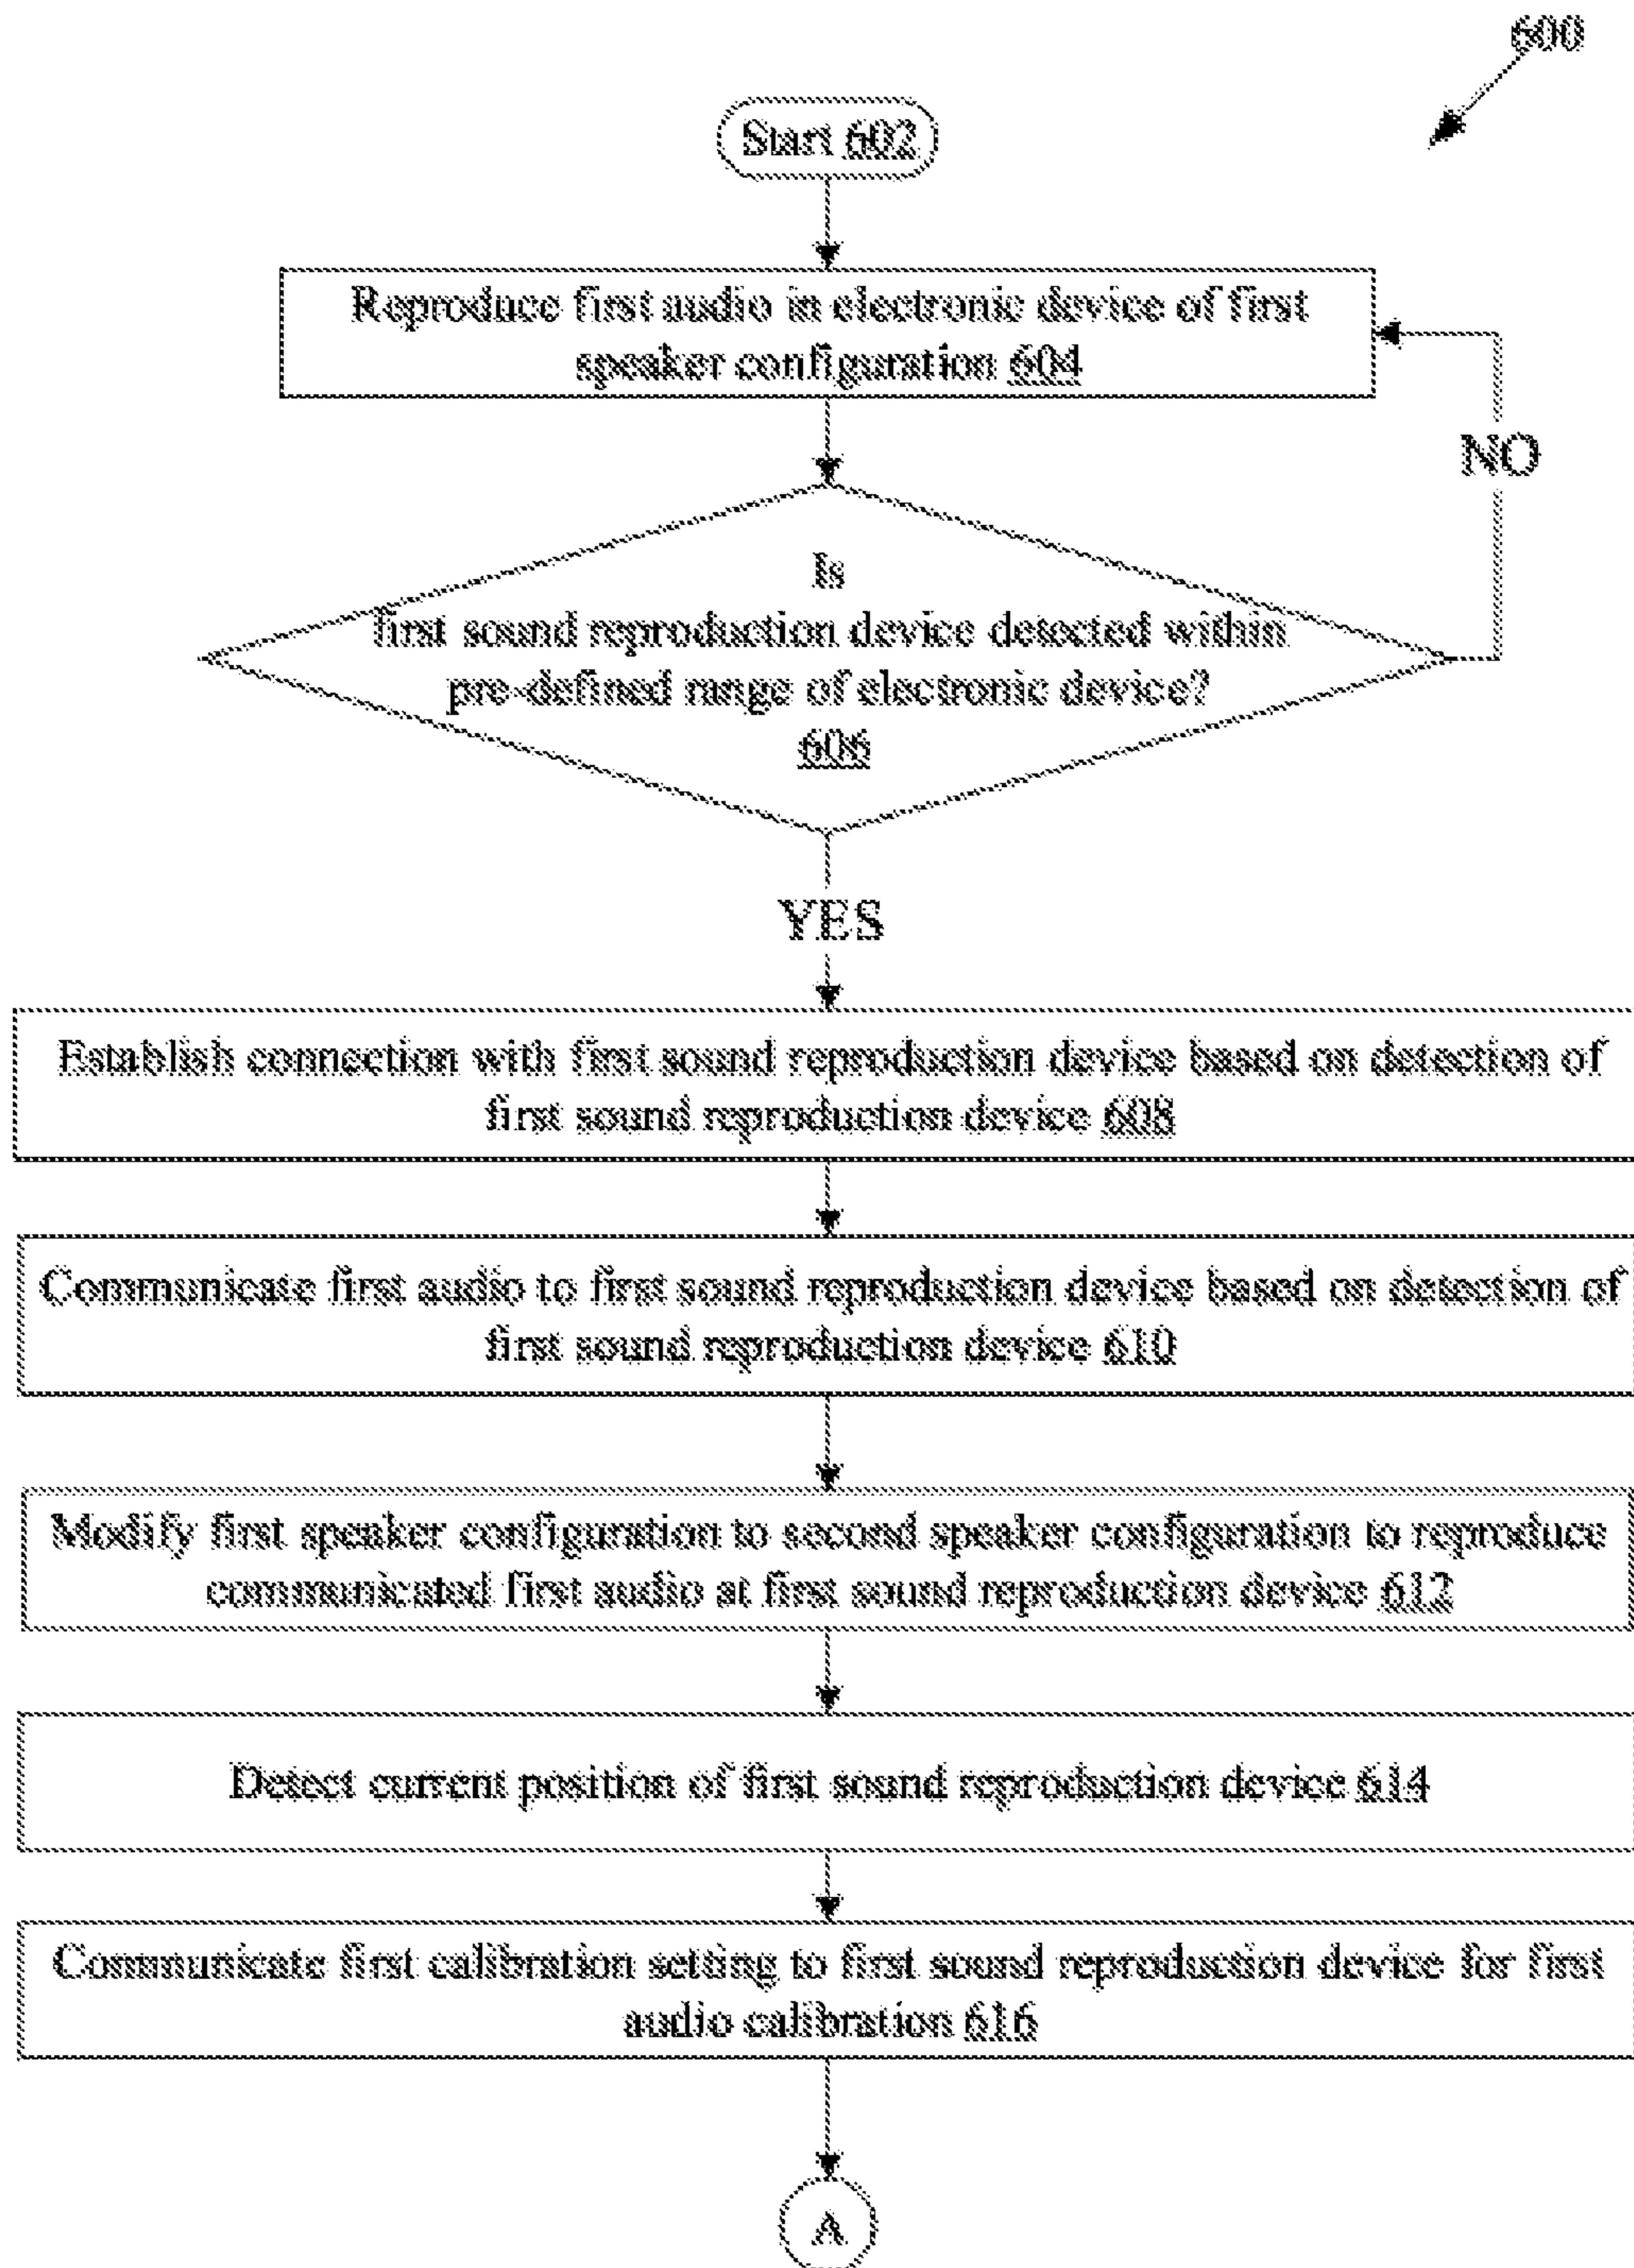 600
Start 602
Reproduce first audio in electronic device of first
speaker configuration 604
NO
Is
first sound reproduction device detected within
pre-defined range of electronic device?
606
YES
Establish connection with first sound reproduction device based on detection of
first sound reproduction device 608
Communicate first audio to first sound reproduction device based on detection of
first sound reproduction device 610
Modify first speaker configuration to second speaker configuration to reproduce
communicated first audio at first sound reproduction device 612
Detect current position of first sound reproduction device 614
Communicate first calibration setting to first sound reproduction device for first
audio calibration 616
A